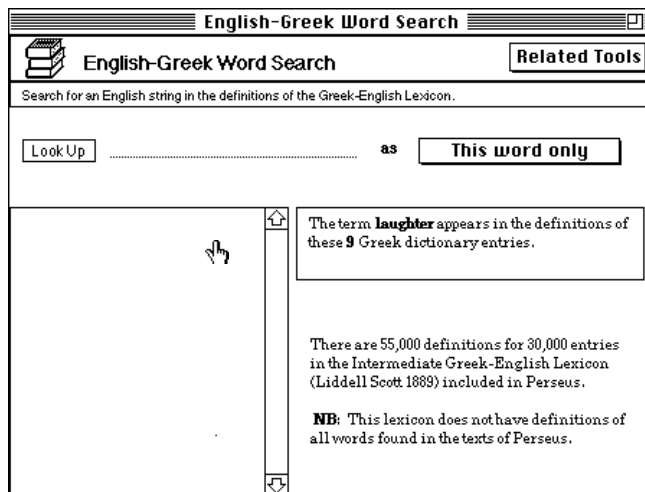 English-Greek Word Search
English-Greek Word Search
Related Tools
Search for an English string in the definitions of the Greek-English Lexicon.
Look Up
as
This word only
The term laughter appears in the definitions of
these 9 Greek dictionary entries.
There are 55,000 definitions for 30,000 entries
in the Intermediate Greek-English Lexicon
(Liddell Scott 1889) included in Perseus.
NB: This lexicon does not have definitions of
all words found in the texts of Perseus.